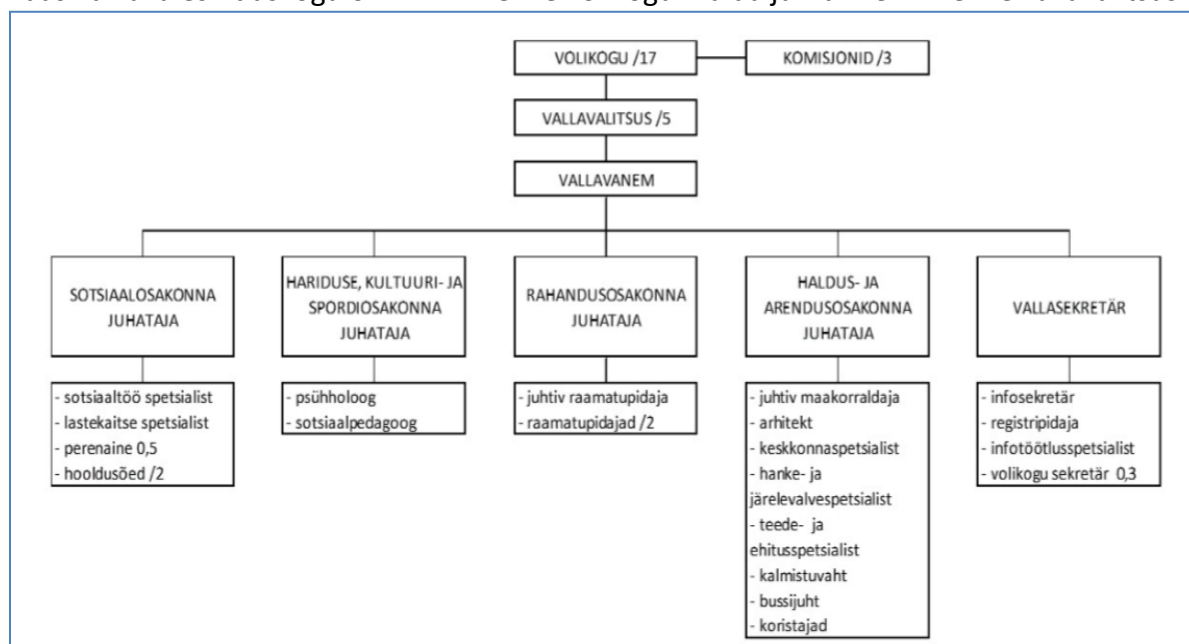 VOLIKOGU /17
KOMISJONID /3
VALLAVALITSUS /5
VALLAVANEM
SOTSIAALOSAKONNA
JUHATAJA
- sotsiaaltöö spetsialist
- lastekaitse spetsialist
- perenaine 0,5
- hooldusõed /2
HARIDUSE, KULTUURI- JA
SPORDIOSAKONNA
JUHATAJA
- psühholoog
- sotsiaalpedagoog
RAHANDUSOSAKONNA
JUHATAJA
- juhtiv raamatupidaja
- raamatupidajad /2
HALDUS- JA
ARENDUSOSAKONNA
JUHATAJA
- juhtiv maakorraldaja
- arhitekt
- keskkonnaspetsialist
- hanke- ja
järelevalvespetsialist
- teede- ja
ehitusspetsialist
- kalmistuvaht
- bussijuht
- koristajad
VALLASEKRETÄR
- infosekretär
- registripidaja
- infotöötlusspetsialist
- volikogu sekretär 0,3